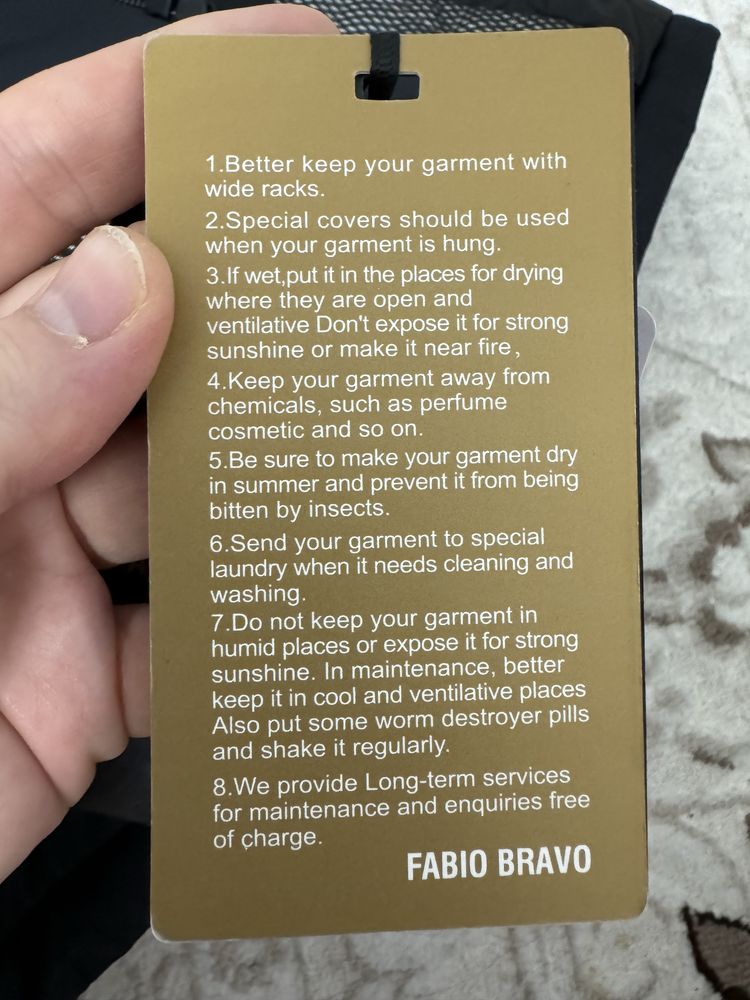 1.Better keep your garment with
wide racks.
2.Special covers should be used
when your garment is hung.
3.If wet,put it in the places for drying
where they are open and
ventilative Don't expose it for strong
sunshine or make it near fire,
4.Keep your garment away from
chemicals, such as perfume
cosmetic and so on.
5.Be sure to make your garment dry
in summer and prevent it from being
bitten by insects.
6.Send your garment to special
laundry when it needs cleaning and
washing.
7.Do not keep your garment in
humid places or expose it for strong
sunshine. In maintenance, better
keep it in cool and ventilative places
Also put some worm destroyer pills
and shake it regularly.
8.We provide Long-term services
for maintenance and enquiries free
of charge.
FABIO BRAVO